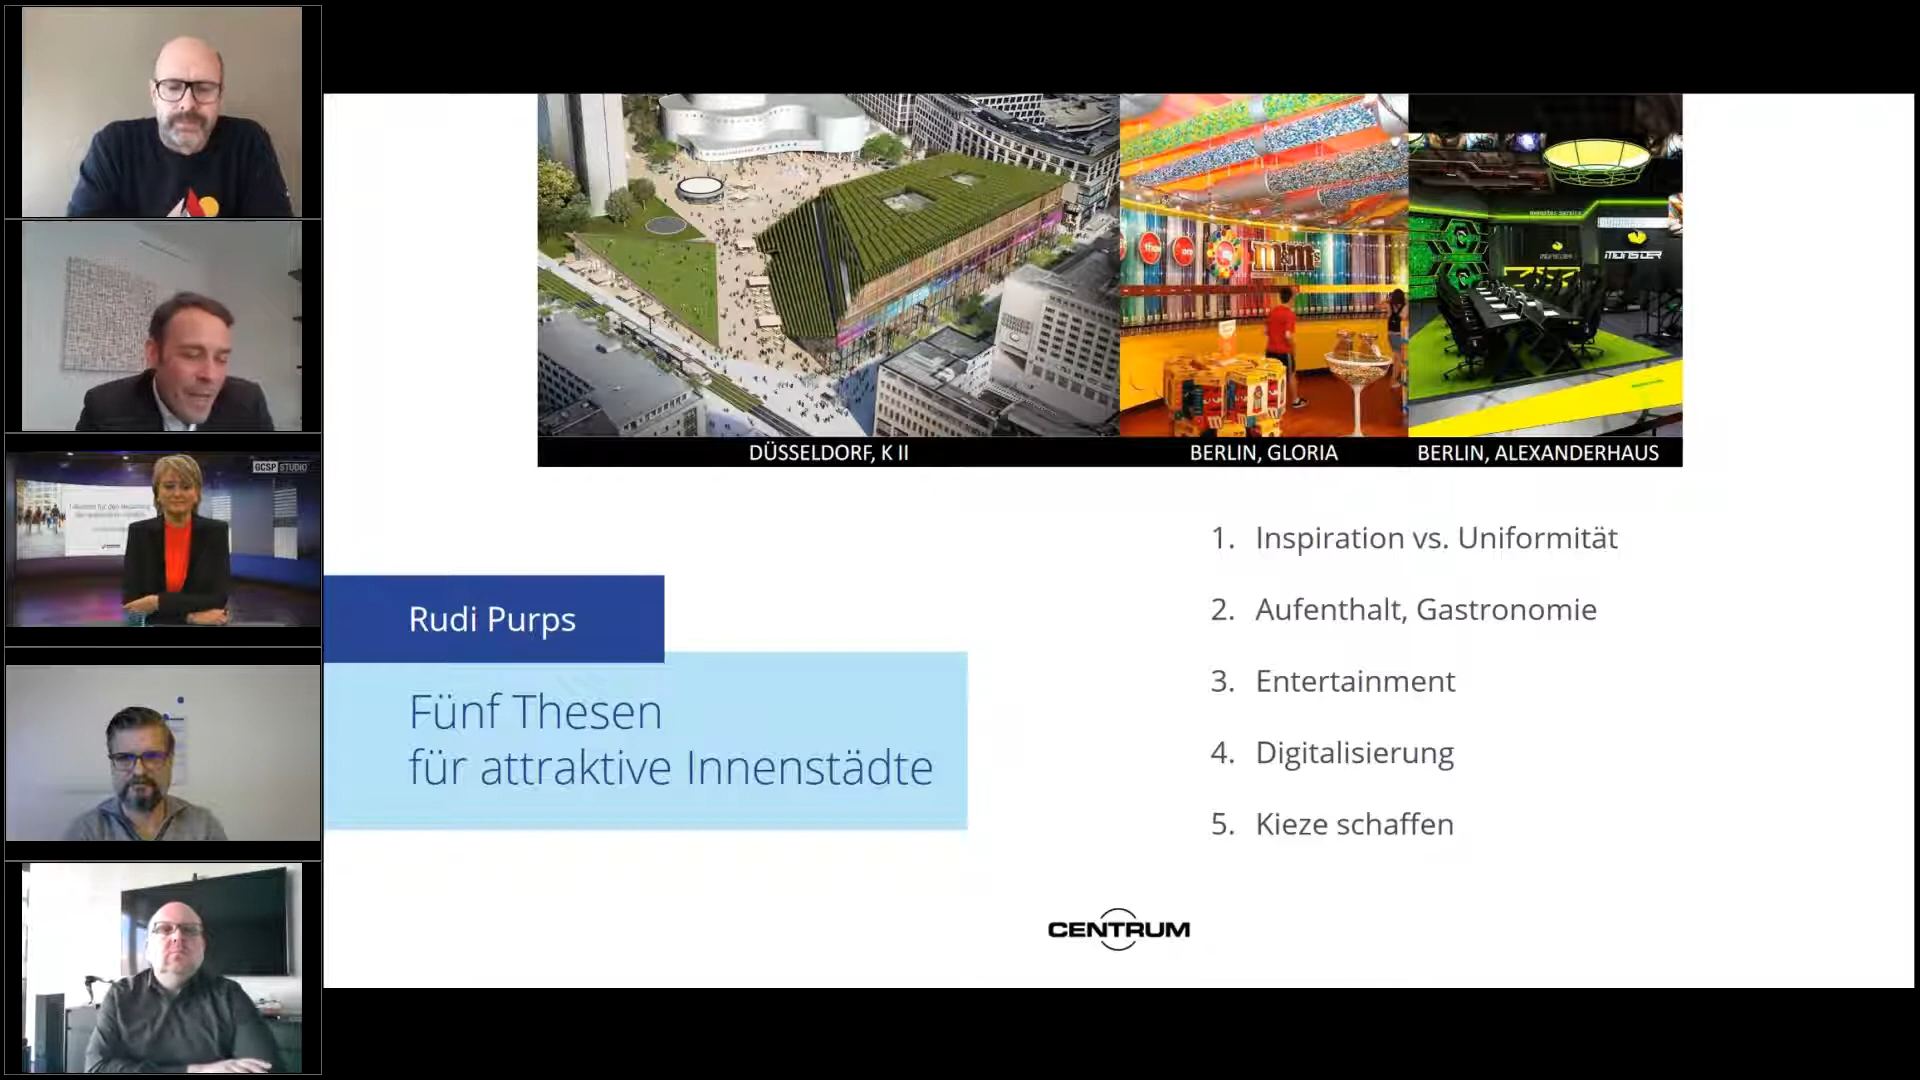 GCSP STUDIO
m&m's
MONSTER
DÜSSELDORF, K II
BERLIN, GLORIA
BERLIN, ALEXANDERHAUS
Rudi Purps
Fünf Thesen
für attraktive Innenstädte
1. Inspiration vs. Uniformität
2. Aufenthalt, Gastronomie
3. Entertainment
4. Digitalisierung
5. Kieze schaffen
CENTRUM